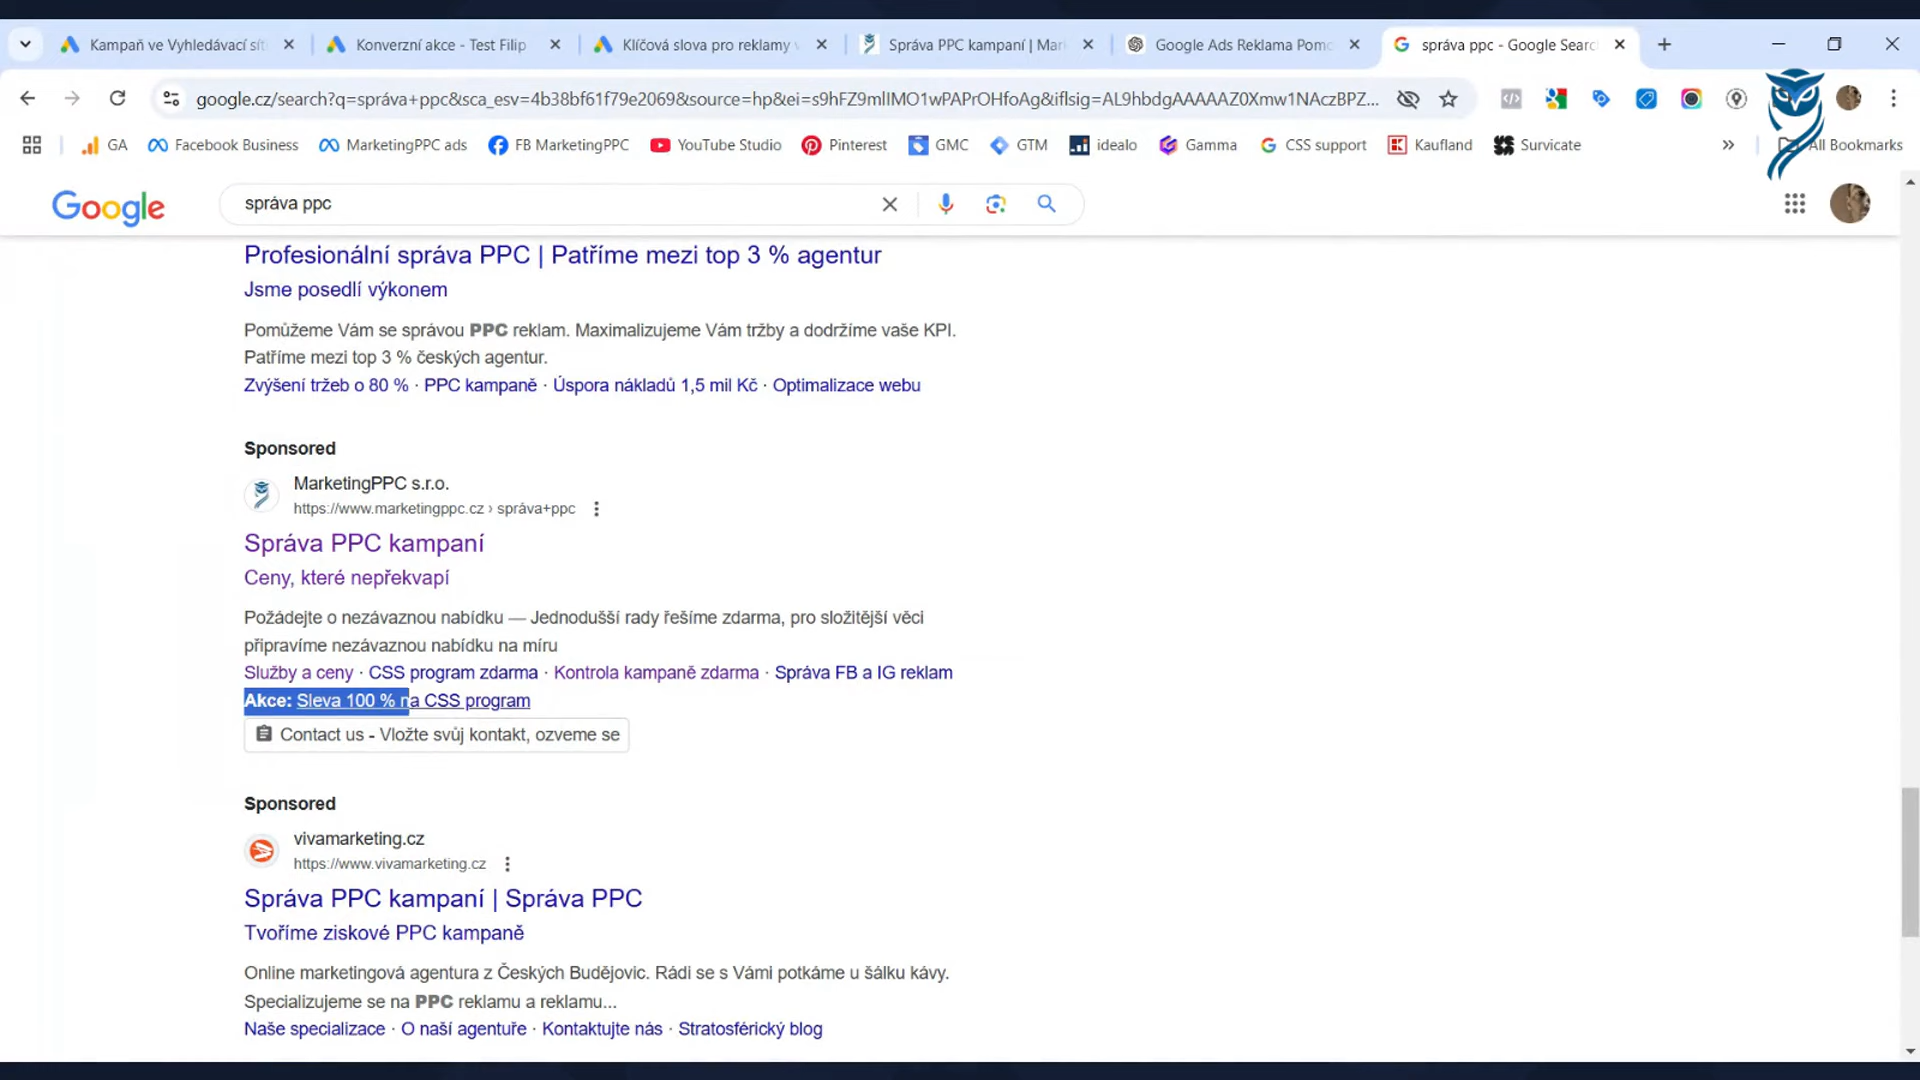 Kampaň ve Vyhledávací sít
Konverzní akce - Test Filip
Klíčová slova pro reklamy v
Správa PPC kampaní | Mark
Google Ads Reklama Pomo
správa ppc - Google Searc
google.cz/search?q=správa+ppc&sca_esv=4b38bf61f79e2069&source=hp&ei=s9hFZ9mlIMO1wPAPrOHfoAg&iflsig=AL9hbdgAAAAAZ0Xmw1NAczBPZ...
GA
Facebook Business
MarketingPPC ads
FB MarketingPPC
YouTube Studio
Pinterest
GMC
GTM
idealo
Gamma
CSS support
Kaufland
Survicate
All Bookmarks
Google
správa ppc
Profesionální správa PPC | Patříme mezi top 3 % agentur
Jsme posedlí výkonem
Pomůžeme Vám se správou PPC reklam. Maximalizujeme Vám tržby a dodržíme vaše KPI.
Patříme mezi top 3 % českých agentur.
Zvýšení tržeb o 80 % · PPC kampaně · Úspora nákladů 1,5 mil Kč · Optimalizace webu
Sponsored
MarketingPPC s.r.o.
https://www.marketingppc.cz › správa+ppc
Správa PPC kampaní
Ceny, které nepřekvapí
Požádejte o nezávaznou nabídku — Jednodušší rady řešíme zdarma, pro složitější věci
připravíme nezávaznou nabídku na míru
Služby a ceny · CSS program zdarma · Kontrola kampaně zdarma · Správa FB a IG reklam
Akce: Sleva 100 % na CSS program
Contact us - Vložte svůj kontakt, ozveme se
Sponsored
vivamarketing.cz
https://www.vivamarketing.cz
Správa PPC kampaní | Správa PPC
Tvoříme ziskové PPC kampaně
Online marketingová agentura z Českých Budějovic. Rádi se s Vámi potkáme u šálku kávy.
Specializujeme se na PPC reklamu a reklamu...
Naše specializace · O naší agentuře · Kontaktujte nás · Stratosférický blog